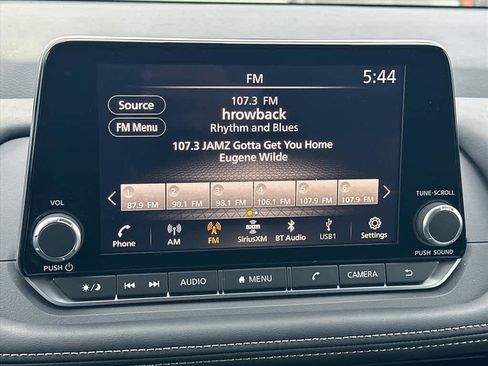 FM
5:44
Source
107.3 FM
hrowback
FM Menu
Rhythm and Blues
107.3 JAMZ Gotta Get You Home
Eugene Wilde
1 2 3 4 5 6
87.9 FM 90.1 FM 98.1 FM 106.1 FM 107.9 FM 107.9 FM
VOL
TUNE·SCROLL
Phone AM FM SiriusXM BT Audio USB1 Settings
PUSH
PUSH SOUND
AUDIO MENU CAMERA